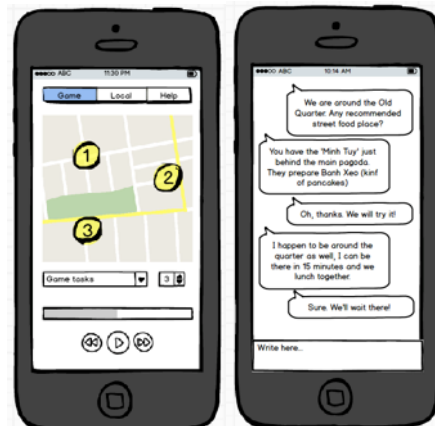 ABC 11:30 PM
Game Local Help
1
2
3
Game tasks 3
ABC 10:14 AM
We are around the Old
Quarter. Any recommended
street food place?
You have the 'Minh Tuy' just
behind the main pagoda.
They prepare Banh Xeo (kinf
of pancakes)
Oh, thanks. We will try it!
I happen to be around the
quarter as well, I can be
there in 15 minutes and we
lunch together.
Sure. We'll wait there!
Write here...